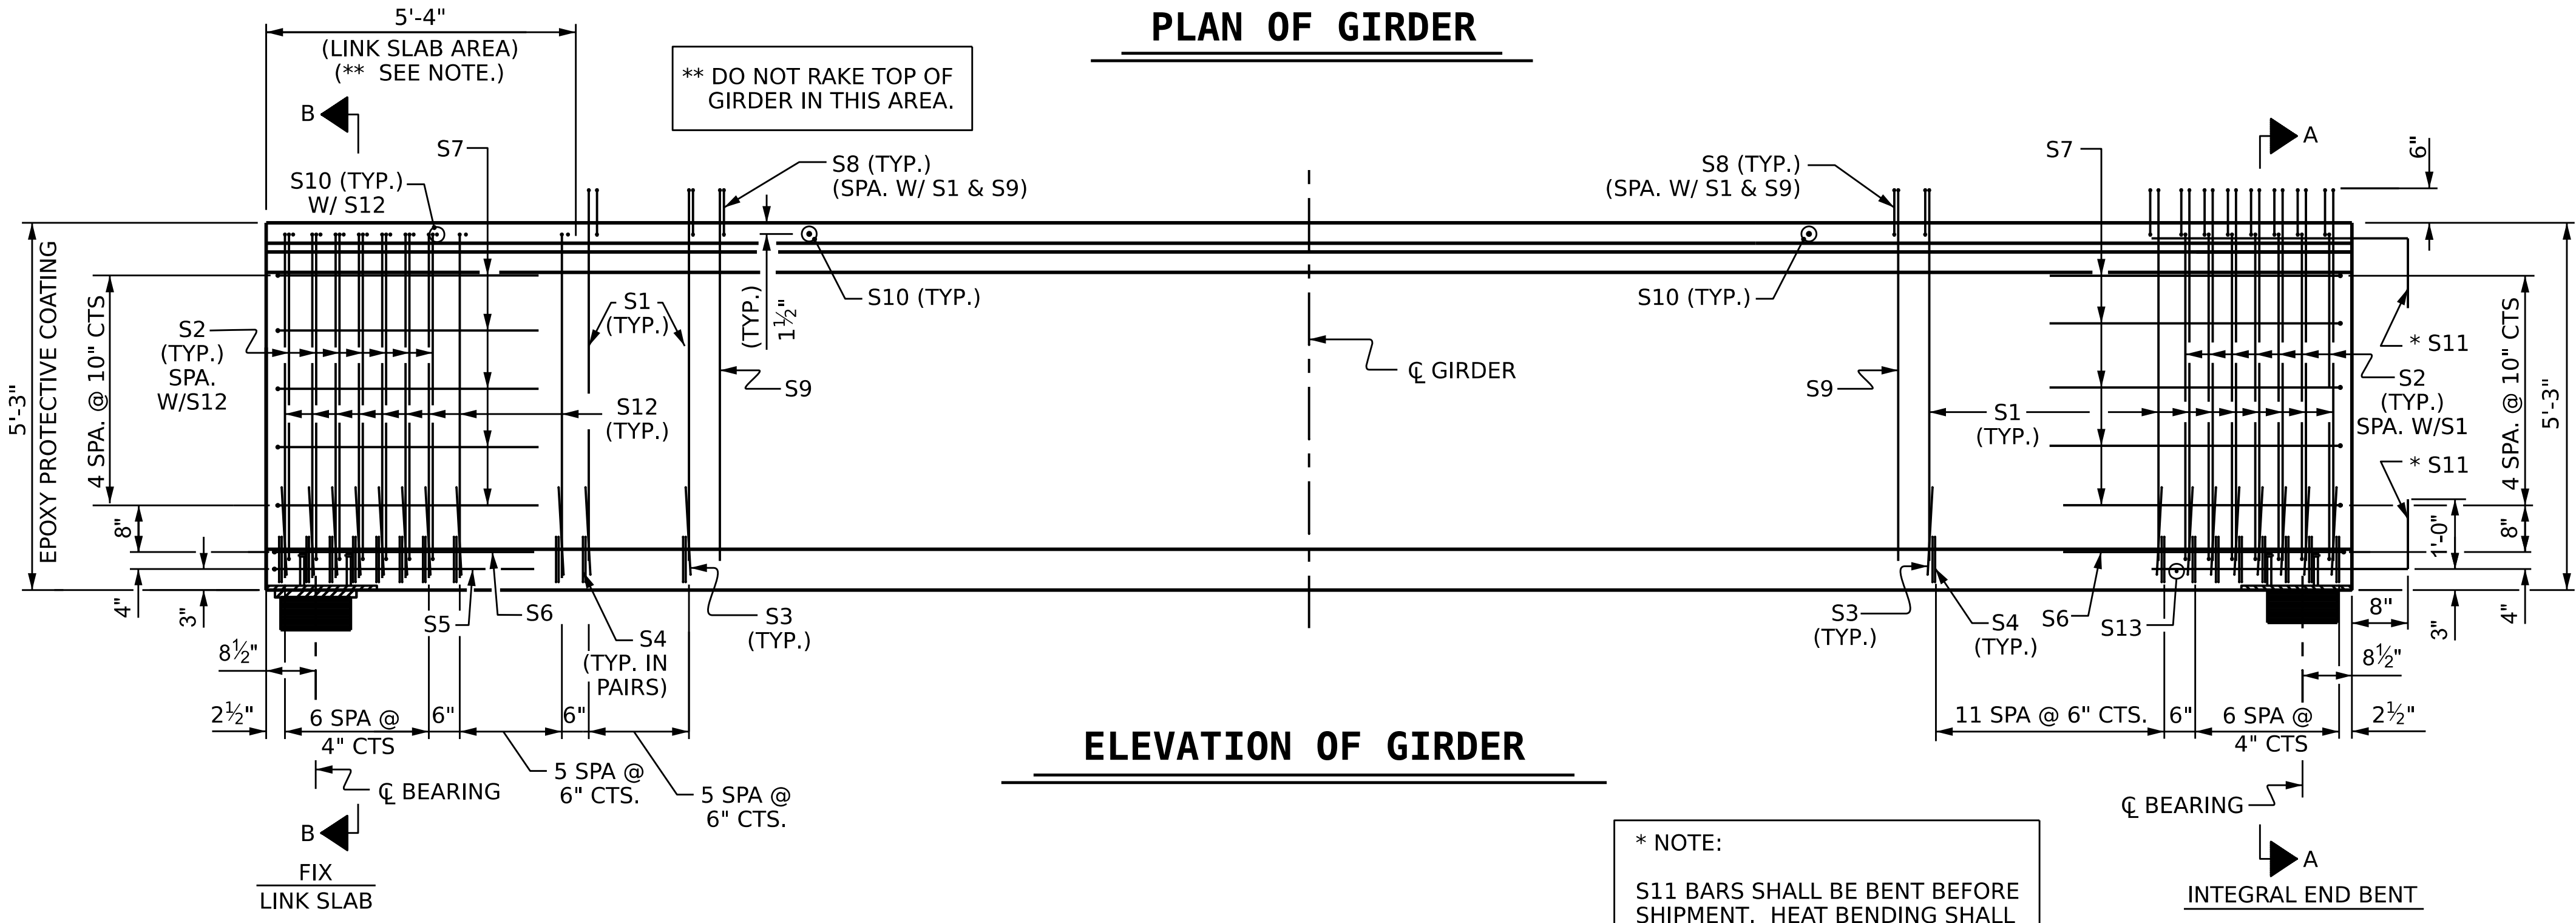 PLAN OF GIRDER
5'-4"
(LINK SLAB AREA)
(** SEE NOTE.)
** DO NOT RAKE TOP OF
GIRDER IN THIS AREA.
B
A
S7
S10 (TYP.)
W/ S12
S8 (TYP.)
(SPA. W/ S1 & S9)
S8 (TYP.)
(SPA. W/ S1 & S9)
S7
6"
5'-3"
EPOXY PROTECTIVE COATING
4 SPA. @ 10" CTS
S2
(TYP.)
SPA.
W/S12
S1
(TYP.)
(TYP.)
1½"
S10 (TYP.)
S10 (TYP.)
S9
℄ GIRDER
S9
S12
(TYP.)
S1
(TYP.)
* S11
S2
(TYP.)
SPA. W/S1
* S11
4 SPA. @ 10" CTS
5'-3"
8"
4"
3"
1'-0"
8"
4"
3"
8"
S5
S6
S4
(TYP. IN
PAIRS)
S3
(TYP.)
S3
(TYP.)
S4
(TYP.)
S6
S13
8½"
8½"
2½"
6 SPA @
4" CTS
6"
6"
5 SPA @
6" CTS.
5 SPA @
6" CTS.
11 SPA @ 6" CTS.
6"
6 SPA @
4" CTS
2½"
ELEVATION OF GIRDER
℄ BEARING
B
FIX
LINK SLAB
℄ BEARING
A
INTEGRAL END BENT
* NOTE:
S11 BARS SHALL BE BENT BEFORE
SHIPMENT. HEAT BENDING SHALL